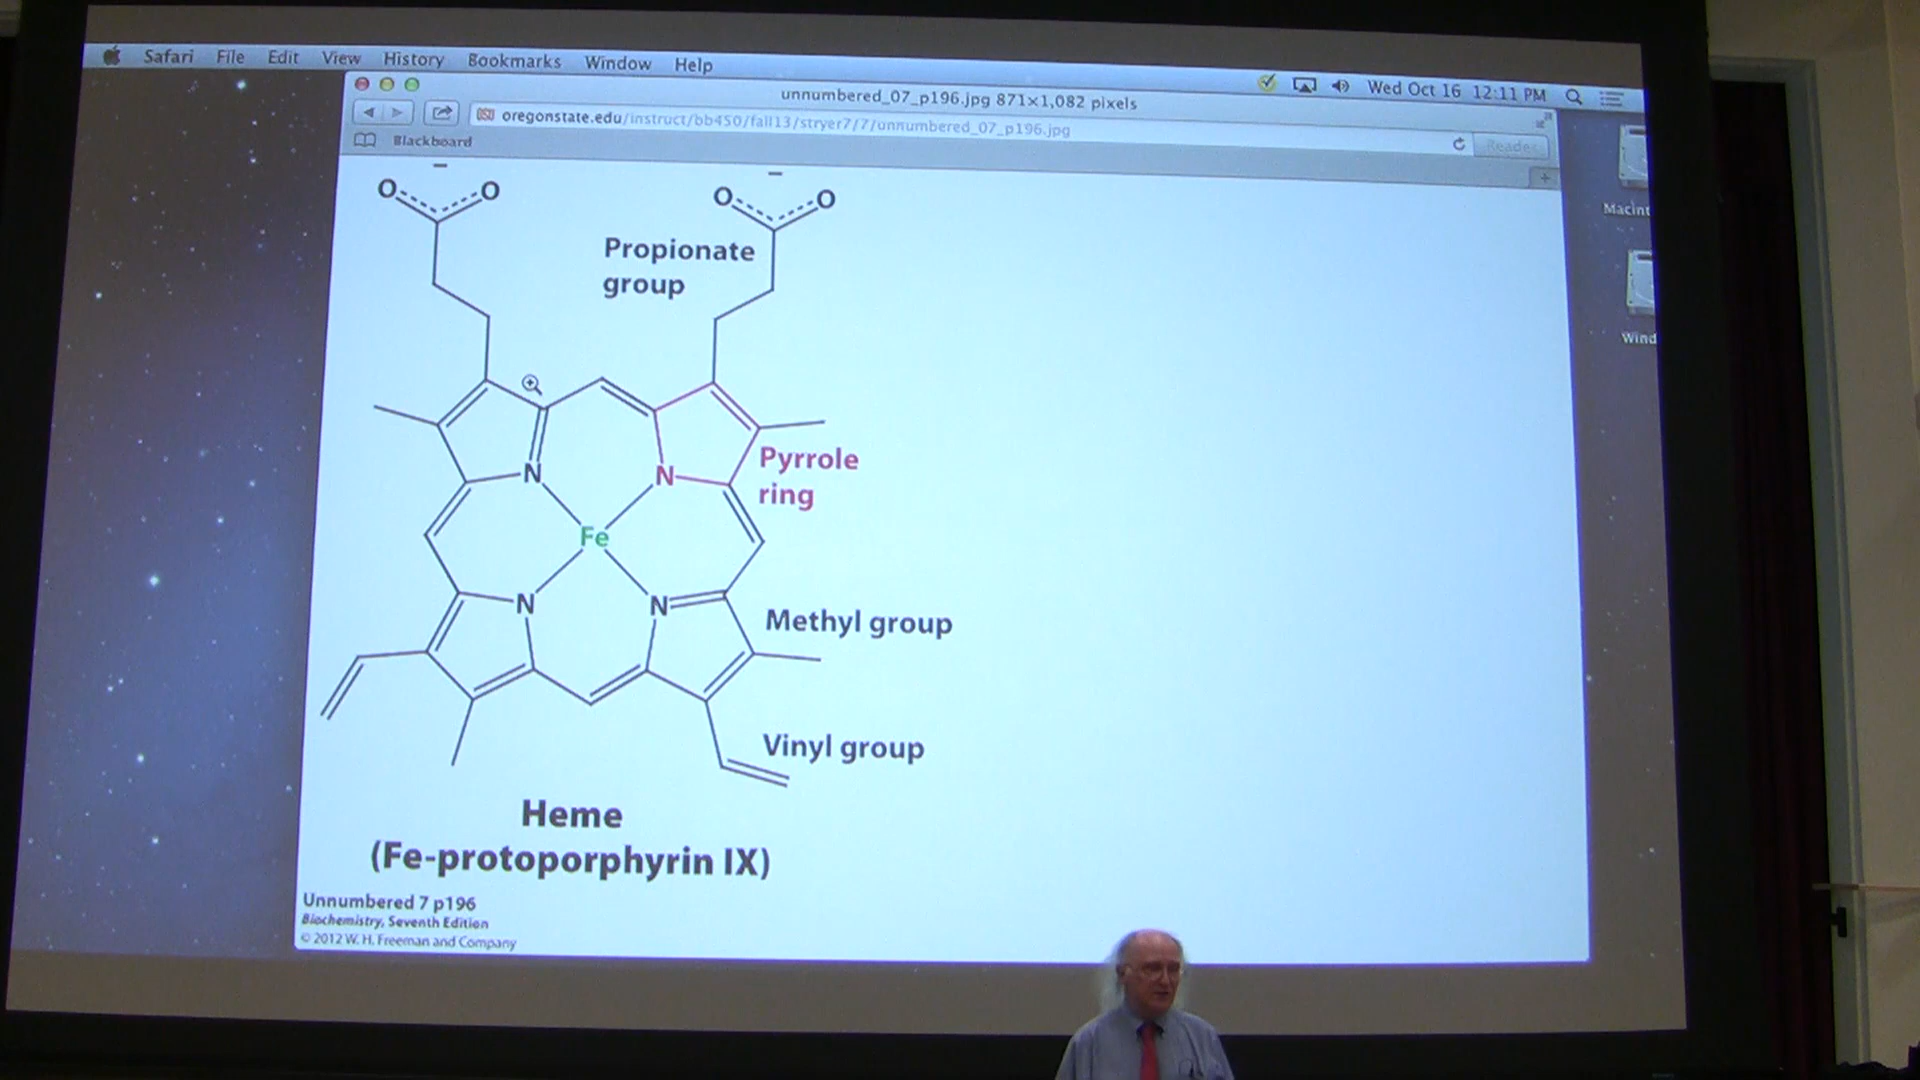 Safari File Edit View History Bookmarks Window Help
Wed Oct 16 12:11 PM
unnumbered_07_p196.jpg 871×1,082 pixels
oregonstate.edu/instruct/bb450/fall13/stryer7/7/unnumbered_07_p196.jpg
Reader
Blackboard
Macint
Wind
O O
O O
Propionate
group
N
N
Pyrrole
ring
Fe
N
N
Methyl group
Vinyl group
Heme
(Fe-protoporphyrin IX)
Unnumbered 7 p196
Biochemistry, Seventh Edition
© 2012 W. H. Freeman and Company